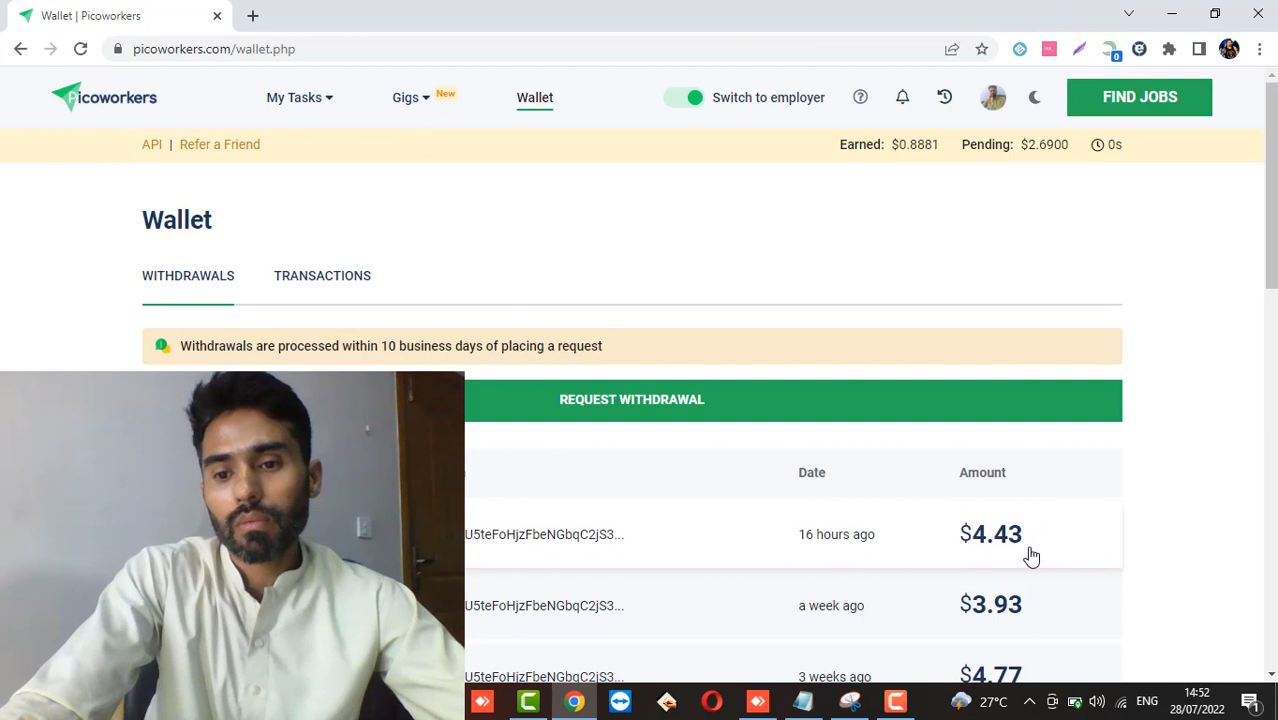 Wallet | Picoworkers
picoworkers.com/wallet.php
0
Picoworkers
My Tasks
Gigs
New
Wallet
Switch to employer
FIND JOBS
API | Refer a Friend
Earned: $0.8881
Pending: $2.6900
0s
Wallet
WITHDRAWALS
TRANSACTIONS
Withdrawals are processed within 10 business days of placing a request
REQUEST WITHDRAWAL
Date
Amount
U5teFoHjzFbeNGbqC2jS3...
16 hours ago
$4.43
U5teFoHjzFbeNGbqC2jS3...
a week ago
$3.93
U5teFoHjzFbeNGbqC2jS3...
3 weeks ago
$4.77
27°C
ENG
14:52
28/07/2022
1